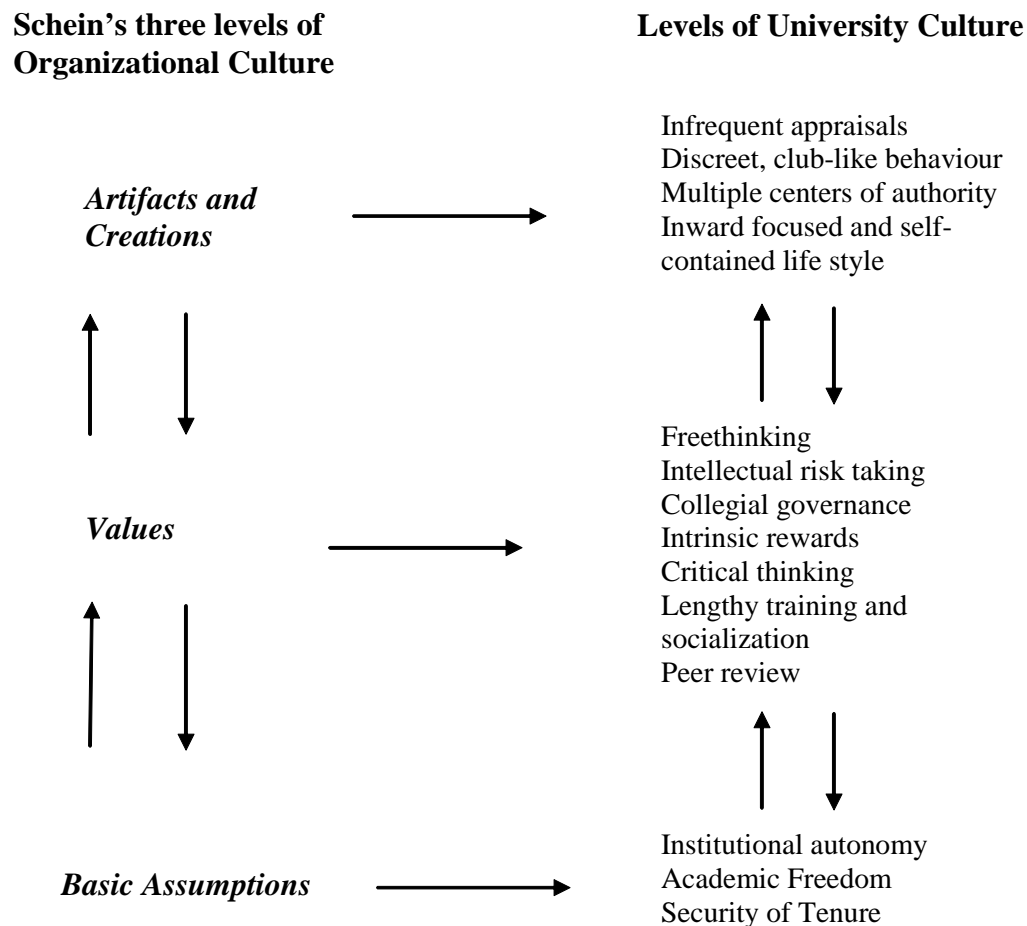 Schein’s three levels of
Organizational Culture
Levels of University Culture
Artifacts and
Creations
Infrequent appraisals
Discreet, club-like behaviour
Multiple centers of authority
Inward focused and self-
contained life style
Values
Freethinking
Intellectual risk taking
Collegial governance
Intrinsic rewards
Critical thinking
Lengthy training and
socialization
Peer review
Basic Assumptions
Institutional autonomy
Academic Freedom
Security of Tenure